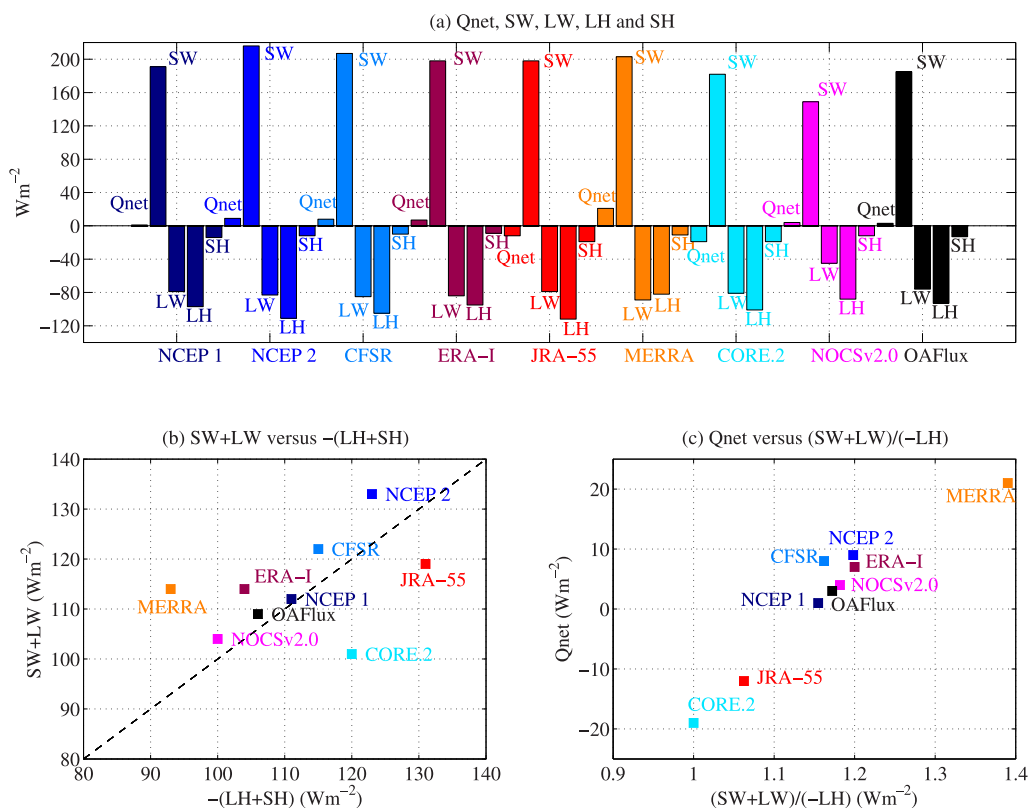 (a) Qnet, SW, LW, LH and SH
Wm−2
200
160
120
80
40
0
−40
−80
−120
Qnet SW LW LH SH
Qnet SW LW LH SH
Qnet SW LW LH SH
Qnet SW LW LH SH
Qnet SW LW LH SH
Qnet SW LW LH SH
Qnet SW LW LH SH
Qnet SW LW LH SH
Qnet SW LW LH SH
NCEP 1 NCEP 2 CFSR ERA−I JRA−55 MERRA CORE.2 NOCSv2.0 OAFlux
(b) SW+LW versus −(LH+SH)
SW+LW (Wm−2)
140
130
120
110
100
90
80
NCEP 2
CFSR
JRA−55
ERA−I
MERRA
NCEP 1
OAFlux
NOCSv2.0
CORE.2
80 90 100 110 120 130 140
−(LH+SH) (Wm−2)
(c) Qnet versus (SW+LW)/(−LH)
Qnet (Wm−2)
20
10
0
−10
−20
MERRA
NCEP 2
CFSR
ERA−I
NOCSv2.0
NCEP 1
OAFlux
JRA−55
CORE.2
0.9 1 1.1 1.2 1.3 1.4
(SW+LW)/(−LH) (Wm−2)